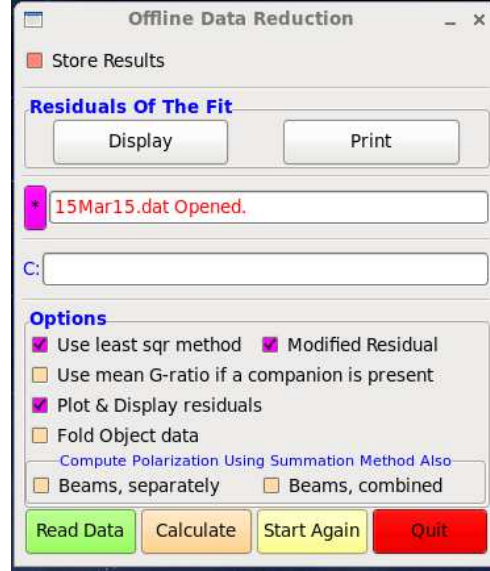 Offline Data Reduction
Store Results
Residuals Of The Fit
Display Print
* 15Mar15.dat Opened.
C:
Options
Use least sqr method Modified Residual
Use mean G-ratio if a companion is present
Plot & Display residuals
Fold Object data
Compute Polarization Using Summation Method Also
Beams, separately Beams, combined
Read Data Calculate Start Again Quit